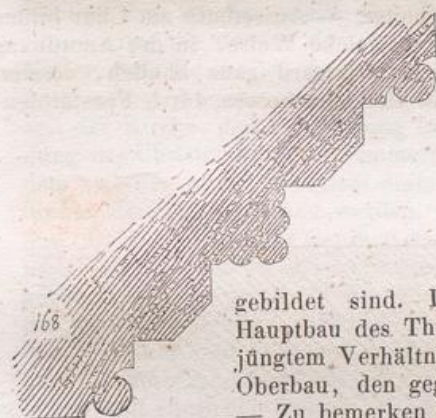 168
gebildet sind.
Hauptbau des Th
jüngtem Verhältn
Oberbau, den geg
— Zu bemerken